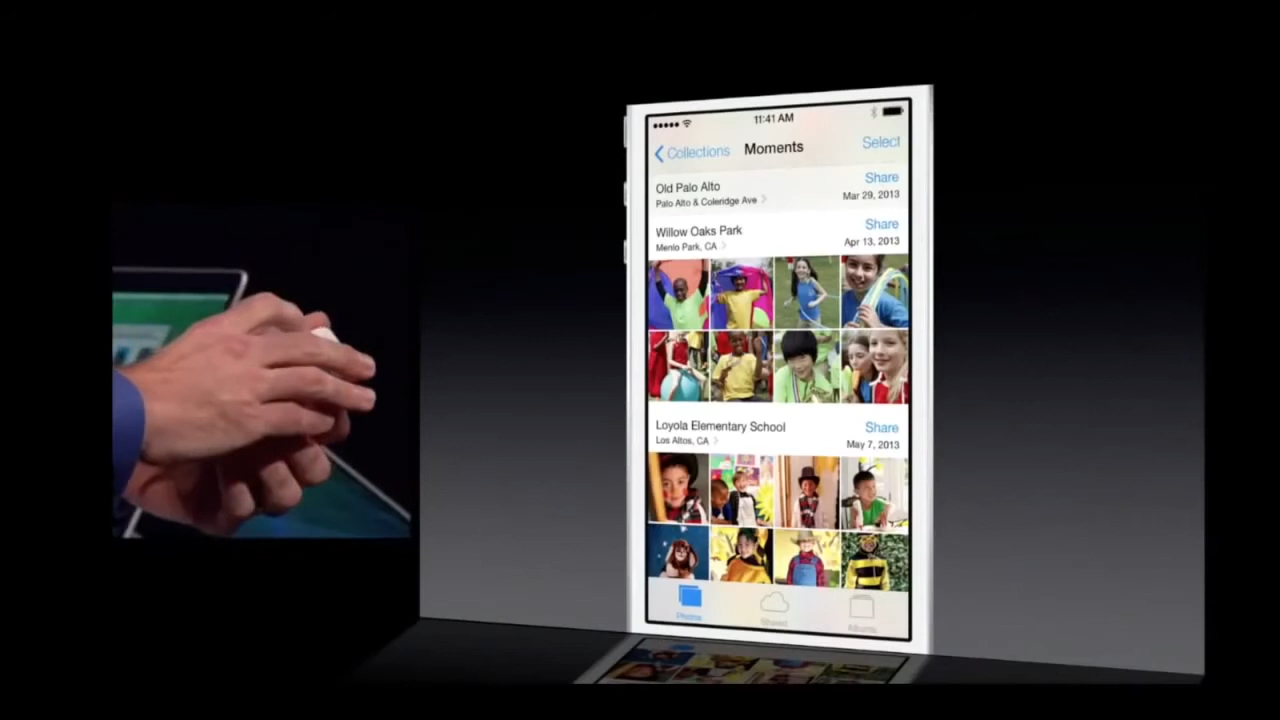 11:41 AM
Collections Moments Select
Old Palo Alto Share
Palo Alto & Coleridge Ave Mar 29, 2013
Willow Oaks Park Share
Menlo Park, CA Apr 13, 2013
Loyola Elementary School Share
Los Altos, CA May 7, 2013
Photos Shared Albums